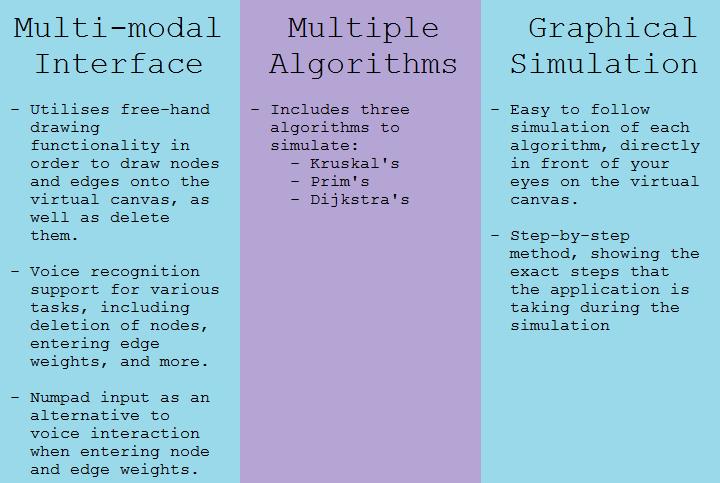 Multi-modal
Interface
- Utilises free-hand
drawing
functionality in
order to draw nodes
and edges onto the
virtual canvas, as
well as delete
them.
- Voice recognition
support for various
tasks, including
deletion of nodes,
entering edge
weights, and more.
- Numpad input as an
alternative to
voice interaction
when entering node
and edge weights.
Multiple
Algorithms
- Includes three
algorithms to
simulate:
- Kruskal's
- Prim's
- Dijkstra's
Graphical
Simulation
- Easy to follow
simulation of each
algorithm, directly
in front of your
eyes on the virtual
canvas.
- Step-by-step
method, showing the
exact steps that
the application is
taking during the
simulation